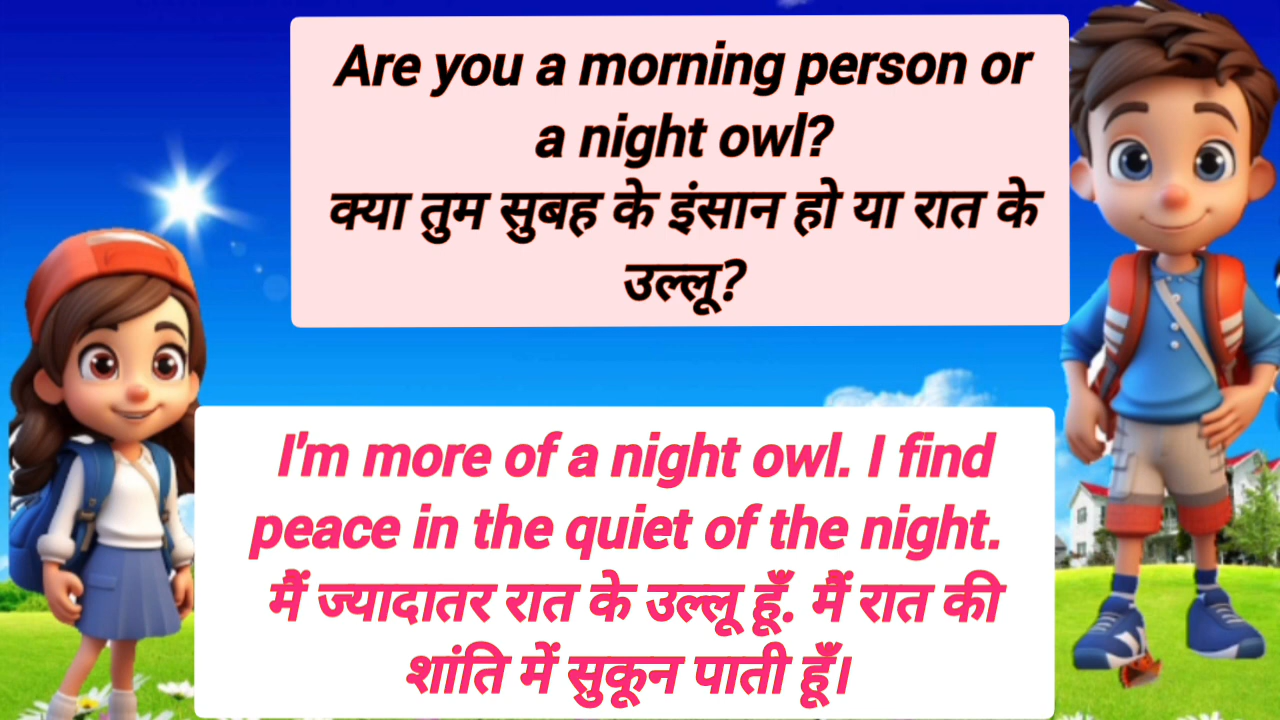 Are you a morning person or
a night owl?
क्या तुम सुबह के इंसान हो या रात के
उल्लू?
I'm more of a night owl. I find
peace in the quiet of the night.
मैं ज्यादातर रात के उल्लू हूँ. मैं रात की
शांति में सुकून पाती हूँ।